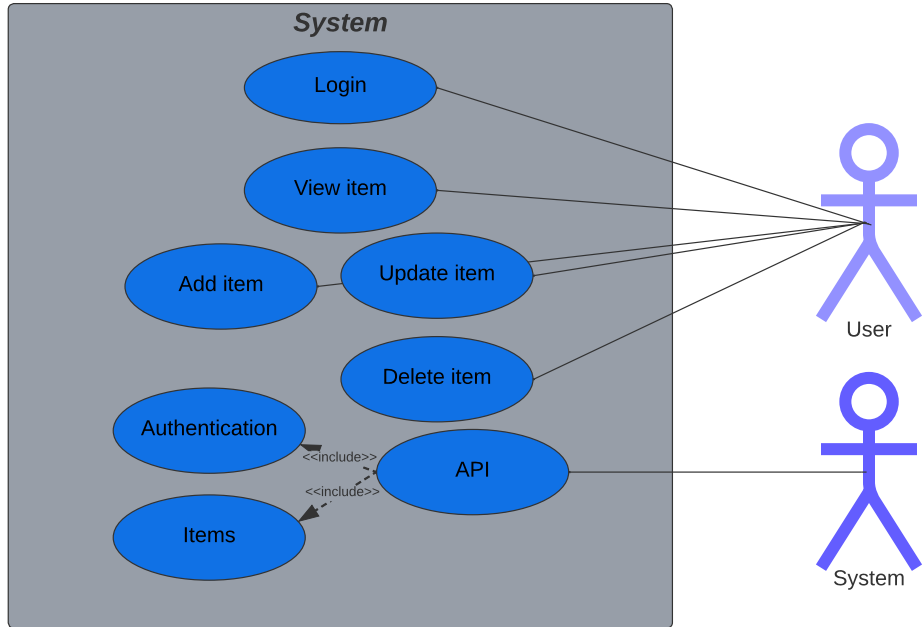 System
Login
View item
Add item
Update item
User
Delete item
Authentication
<<include>>
API
<<include>>
Items
System